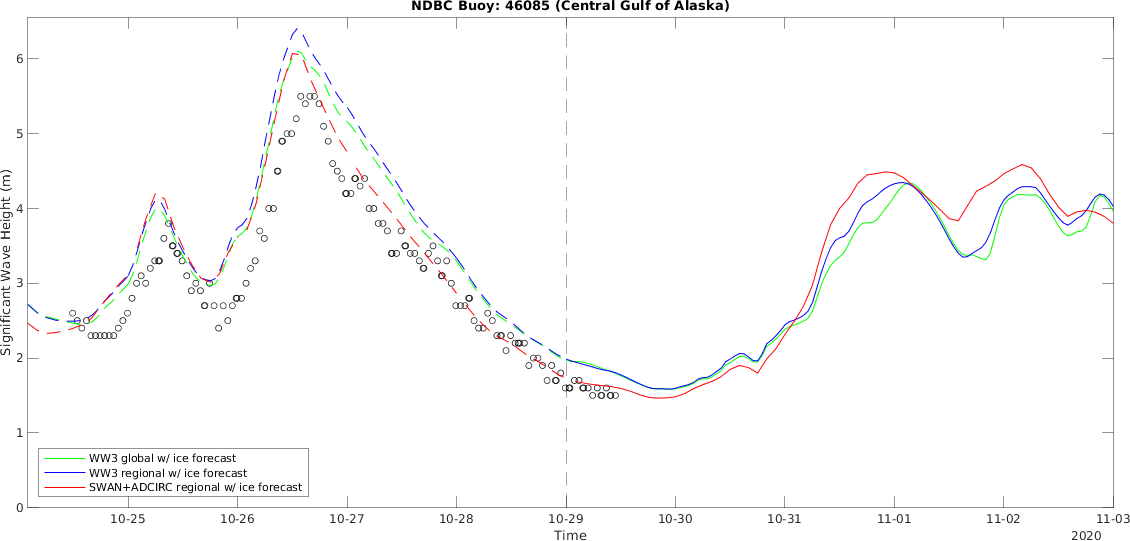 NDBC Buoy: 46085 (Central Gulf of Alaska)
Significant Wave Height (m)
6
5
4
3
2
1
0
WW3 global w/ ice forecast
WW3 regional w/ ice forecast
SWAN+ADCIRC regional w/ ice forecast
10-25 10-26 10-27 10-28 10-29 10-30 10-31 11-01 11-02 11-03
Time
2020